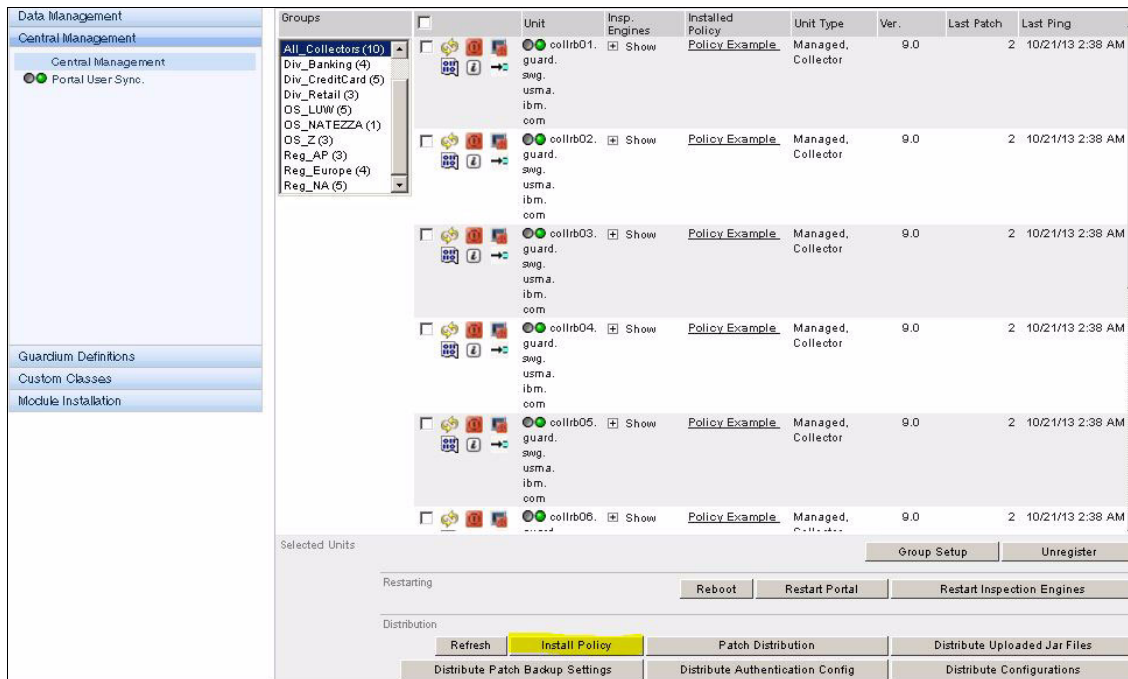 Data Management
Central Management
Central Management
Portal User Sync.
Guardium Definitions
Custom Classes
Module Installation
Groups
All_Collectors (10)
Div_Banking (4)
Div_CreditCard (5)
Div_Retail (3)
OS_LUW (5)
OS_NATEZZA (1)
OS_Z (3)
Reg_AP (3)
Reg_Europe (4)
Reg_NA (5)
Unit Insp. Engines Installed Policy Unit Type Ver. Last Patch Last Ping
collrb01. guard. swg. usma. ibm. com Show Policy Example Managed, Collector 9.0 2 10/21/13 2:38 AM
collrb02. guard. swg. usma. ibm. com Show Policy Example Managed, Collector 9.0 2 10/21/13 2:38 AM
collrb03. guard. swg. usma. ibm. com Show Policy Example Managed, Collector 9.0 2 10/21/13 2:38 AM
collrb04. guard. swg. usma. ibm. com Show Policy Example Managed, Collector 9.0 2 10/21/13 2:38 AM
collrb05. guard. swg. usma. ibm. com Show Policy Example Managed, Collector 9.0 2 10/21/13 2:38 AM
collrb06. Show Policy Example Managed, 9.0 2 10/21/13 2:38 AM
Selected Units
Group Setup Unregister
Restarting
Reboot Restart Portal Restart Inspection Engines
Distribution
Refresh Install Policy Patch Distribution Distribute Uploaded Jar Files
Distribute Patch Backup Settings Distribute Authentication Config Distribute Configurations